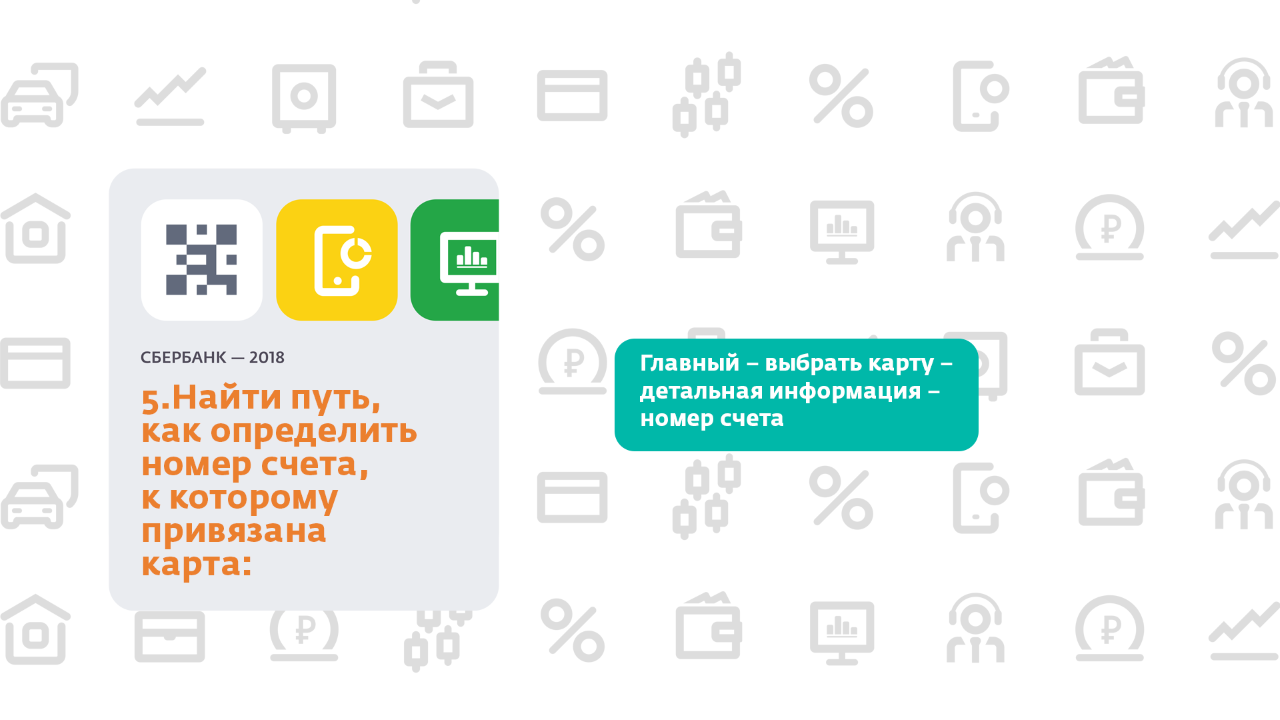 СБЕРБАНК — 2018
5.Найти путь,
как определить
номер счета,
к которому
привязана
карта:
Главный – выбрать карту –
детальная информация –
номер счета